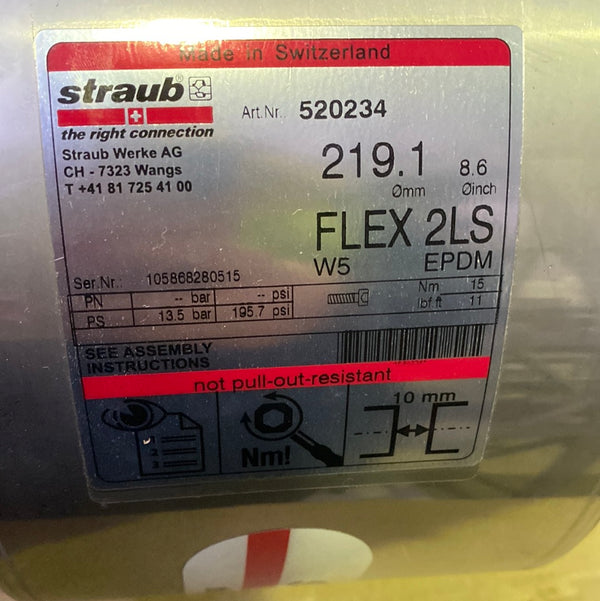 Made in Switzerland
straub®
the right connection
Art.Nr. 520234
Straub Werke AG
CH - 7323 Wangs
T +41 81 725 41 00
219.1 8.6
Ømm Øinch
FLEX 2LS
W5 EPDM
Ser.Nr.: 105868280515
PN -- bar -- psi Nm 15
PS 13.5 bar 195.7 psi lbf ft 11
SEE ASSEMBLY
INSTRUCTIONS
not pull-out-resistant
10 mm
1
2
3
Nm!